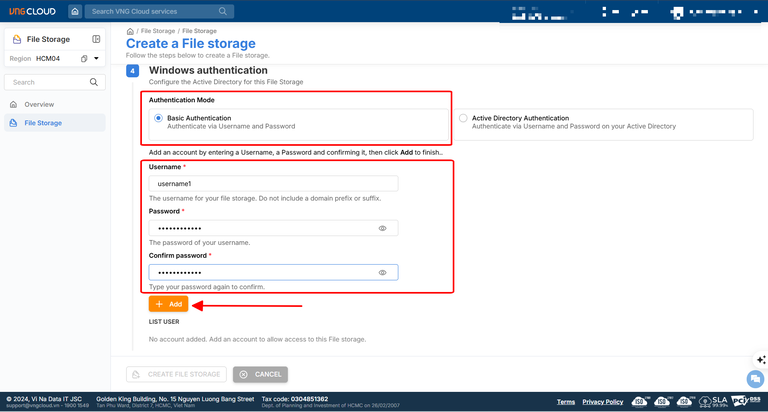 VNG CLOUD
Search VNG Cloud services
File Storage
Region HCM04
Search
Overview
File Storage
/ File Storage / File Storage
Create a File storage
Follow the steps below to create a File storage.
4 Windows authentication
Configure the Active Directory for this File Storage
Authentication Mode
Basic Authentication
Authenticate via Username and Password
Active Directory Authentication
Authenticate via Username and Password on your Active Directory
Add an account by entering a Username, a Password and confirming it, then click Add to finish..
Username *
username1
The username for your file storage. Do not include a domain prefix or suffix.
Password *
••••••••••••
The password of your username.
Confirm password *
••••••••••••
Type your password again to confirm.
+ Add
LIST USER
No account added. Add an account to allow access to this File storage.
CREATE FILE STORAGE
CANCEL
© 2024, Vi Na Data IT JSC
support@vngcloud.vn - 1900 1549
Golden King Building, No. 15 Nguyen Luong Bang Street
Tan Phu Ward, District 7, HCMC, Viet Nam
Tax code: 0304851362
Dept. of Planning and Investment of HCMC on 26/02/2007
Terms
Privacy Policy
ISO
ISO
ISO
SLA
99.99%
PCI DSS